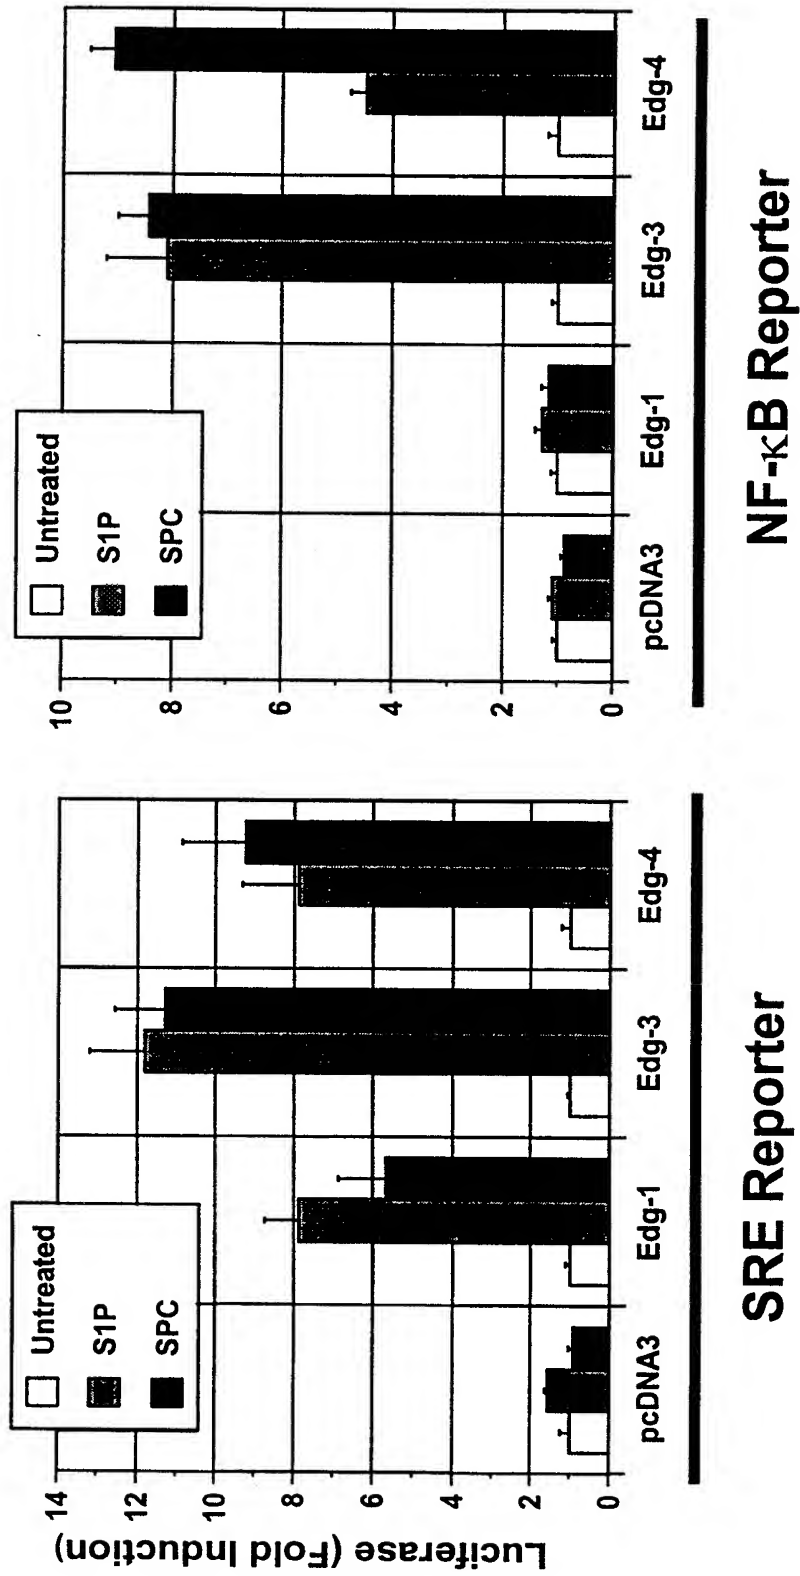 Luciferase (Fold Induction)
14
12
10
8
6
4
2
0
Untreated
S1P
SPC
pcDNA3
Edg-1
Edg-3
Edg-4
SRE Reporter
10
8
6
4
2
0
Untreated
S1P
SPC
pcDNA3
Edg-1
Edg-3
Edg-4
NF-κB Reporter